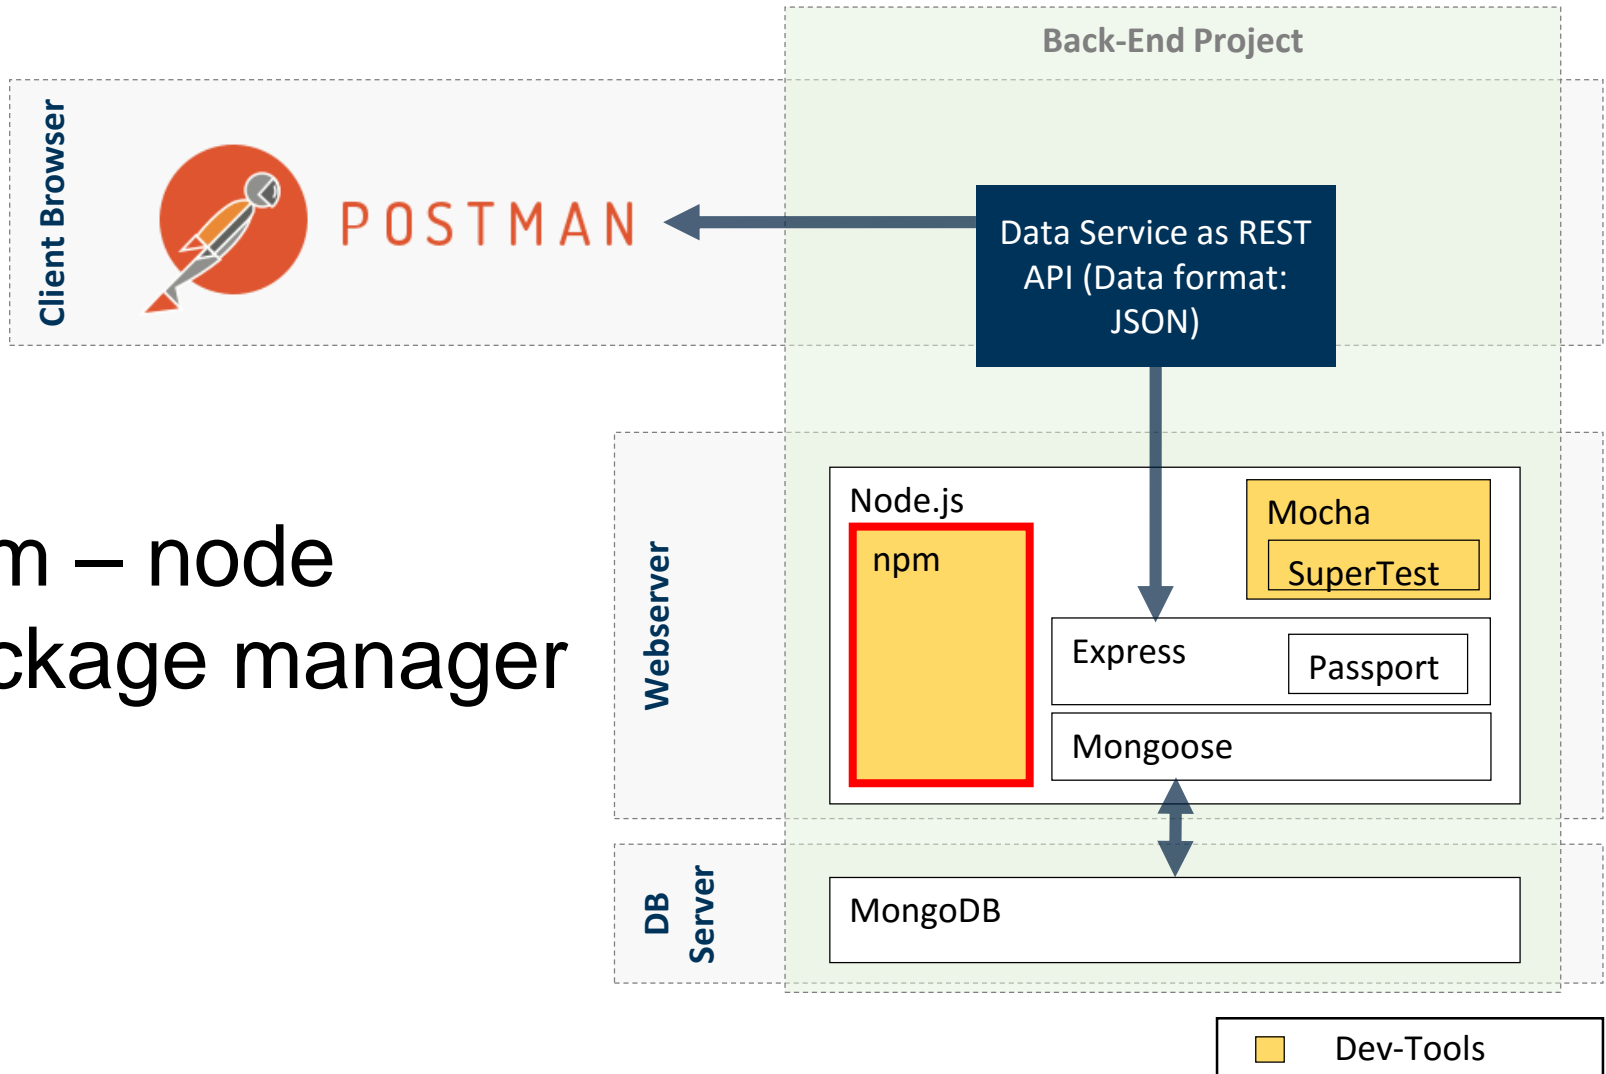 Back-End Project
Client Browser
POSTMAN
Data Service as REST
API (Data format:
JSON)
m – node
ckage manager
Webserver
Node.js
npm
Mocha
SuperTest
Express
Passport
Mongoose
DB
Server
MongoDB
Dev-Tools